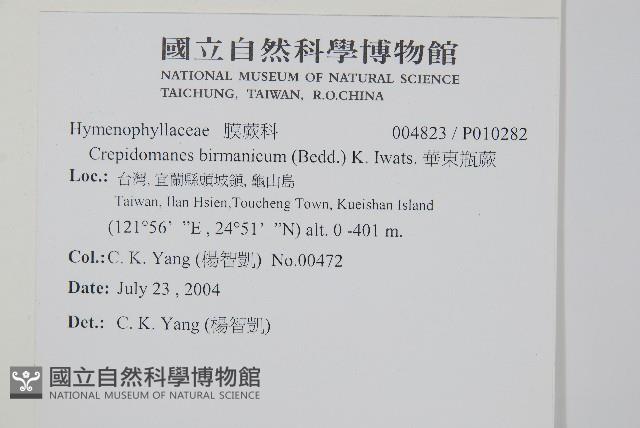 國立自然科學博物館
NATIONAL MUSEUM OF NATURAL SCIENCE
TAICHUNG, TAIWAN, R.O.CHINA
Hymenophyllaceae 膜蕨科 004823 / P010282
Crepidomanes birmanicum (Bedd.) K. Iwats. 華東瓶蕨
Loc.: 台灣, 宜蘭縣頭城鎮, 龜山島
Taiwan, Ilan Hsien,Toucheng Town, Kueishan Island
(121°56’ ”E , 24°51’ ”N) alt. 0 -401 m.
Col.: C. K. Yang (楊智凱) No.00472
Date: July 23 , 2004
Det.: C. K. Yang (楊智凱)
國立自然科學博物館
NATIONAL MUSEUM OF NATURAL SCIENCE